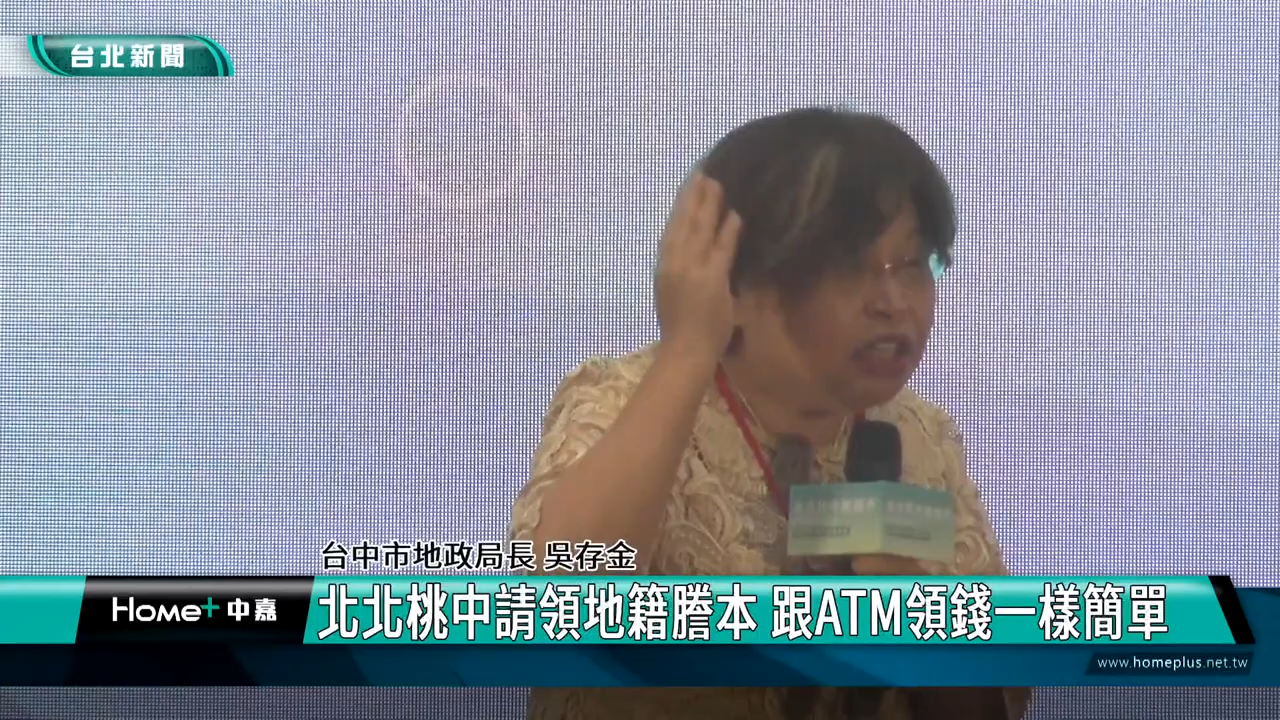 台北新聞
台中市地政局長 吳存金
Home+中嘉
北北桃中請領地籍謄本 跟ATM領錢一樣簡單
www.homeplus.net.tw